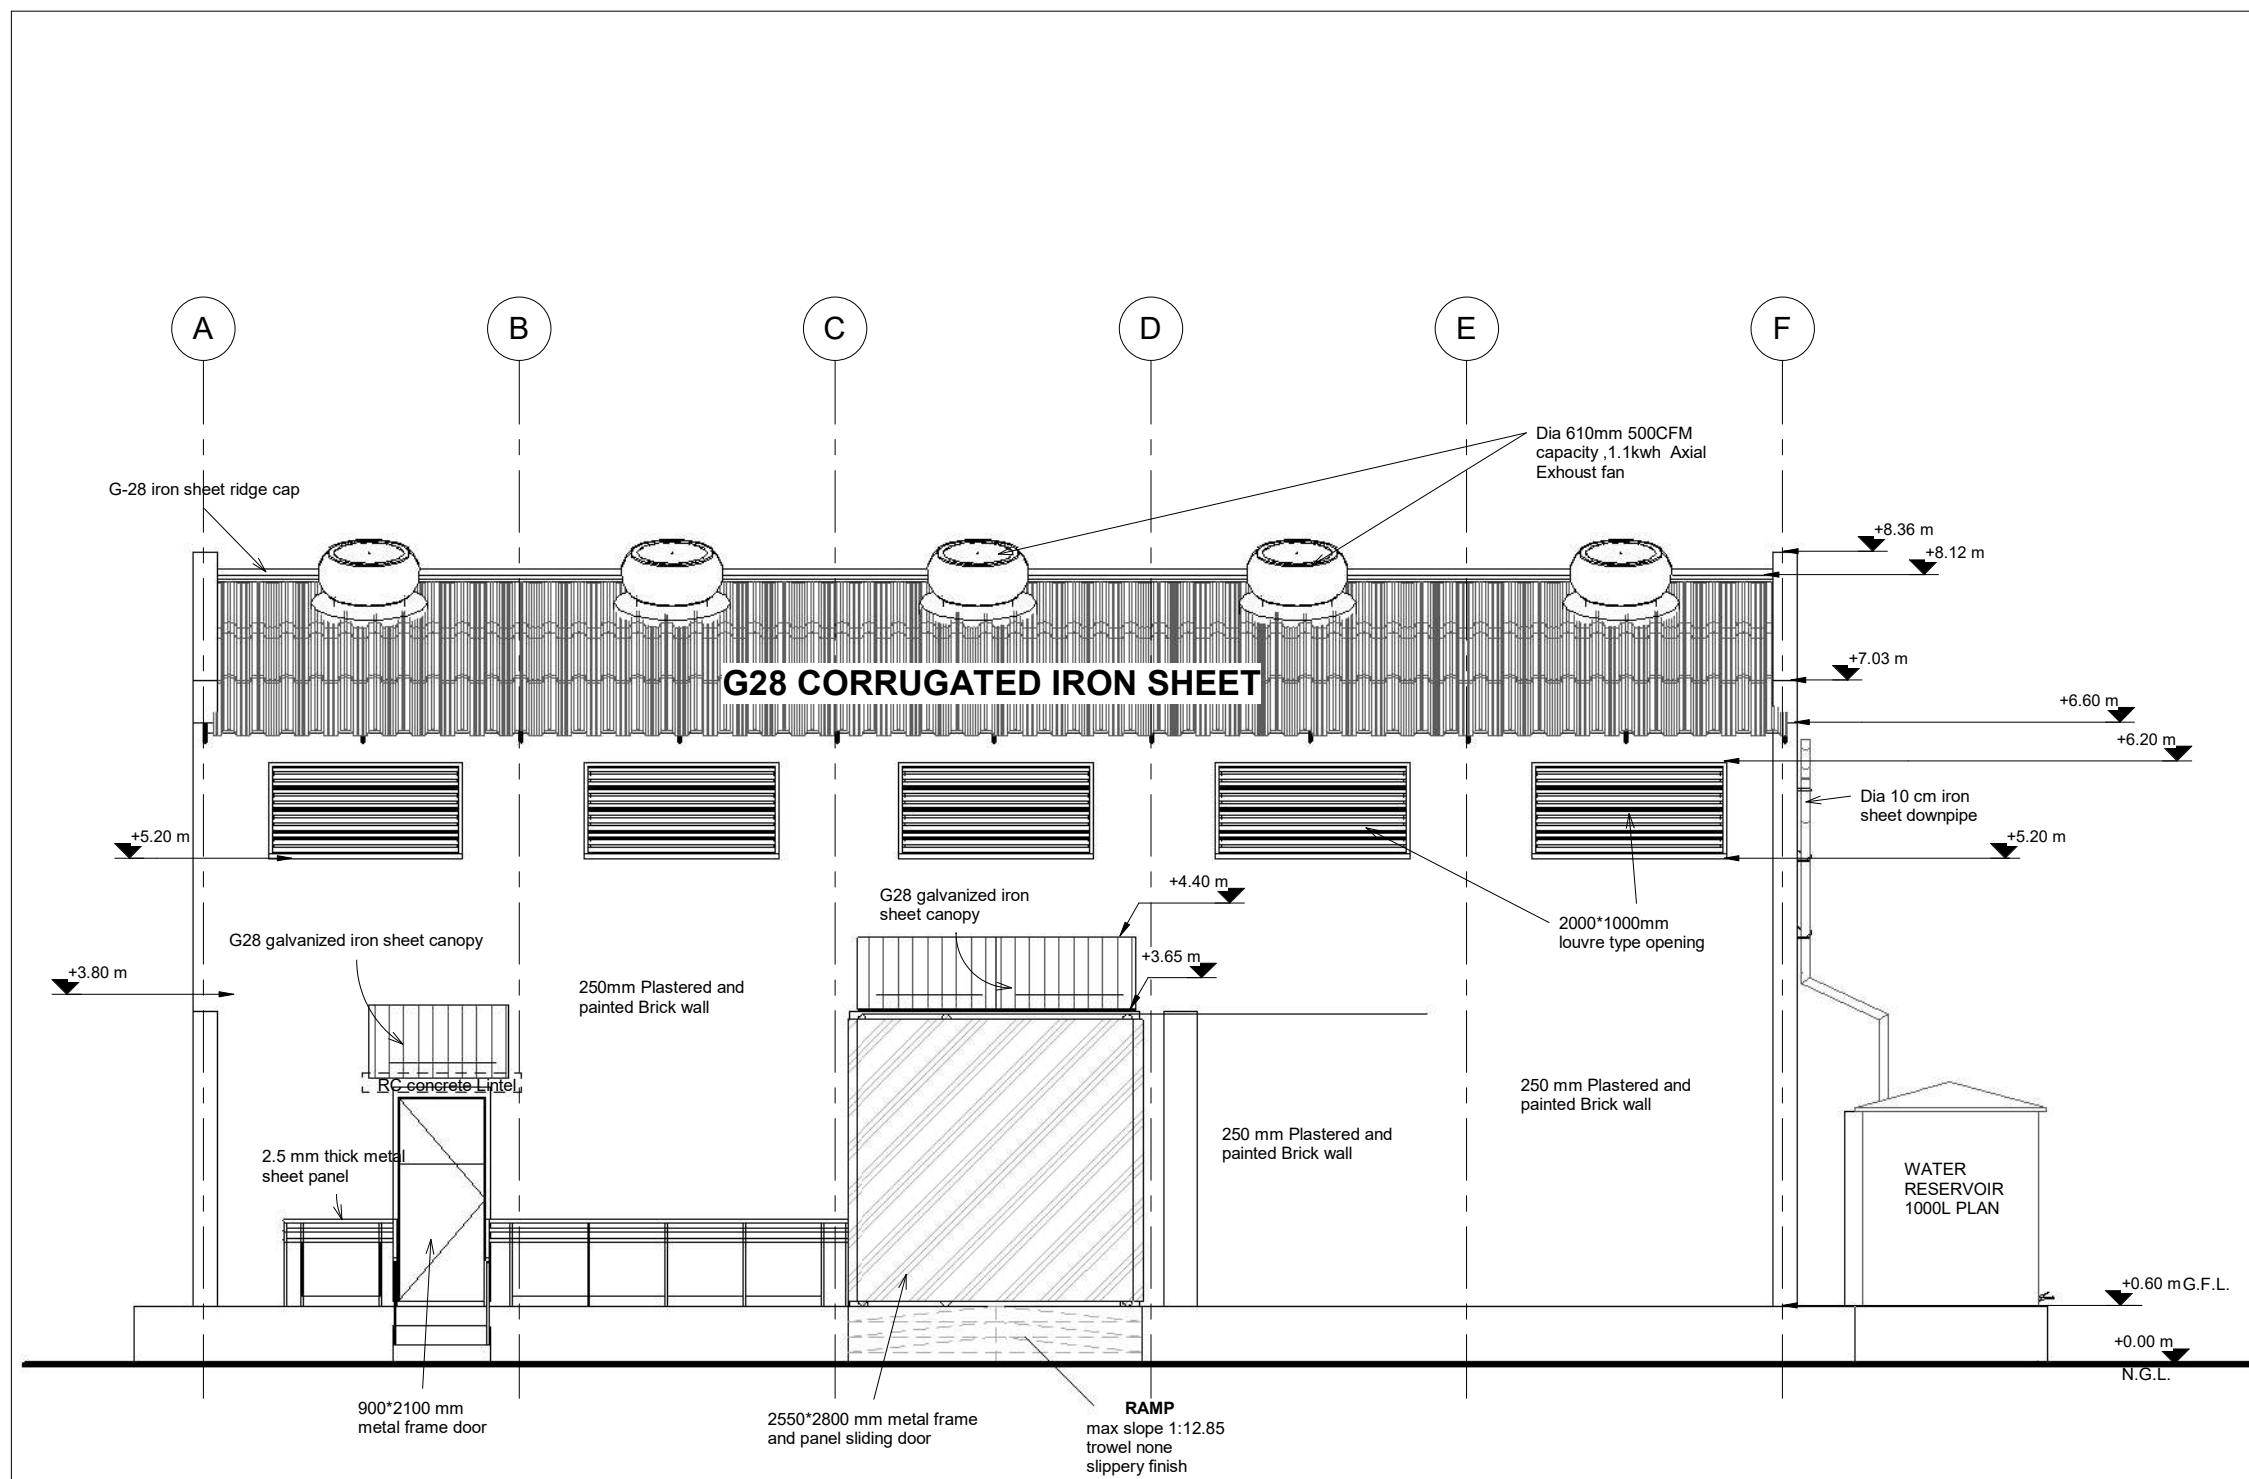 A
B
C
D
E
F
Dia 610mm 500CFM
capacity ,1.1kwh Axial
Exhoust fan
G-28 iron sheet ridge cap
+8.36 m
+8.12 m
+7.03 m
G28 CORRUGATED IRON SHEET
+6.60 m
+6.20 m
Dia 10 cm iron
sheet downpipe
+5.20 m
+5.20 m
+4.40 m
G28 galvanized iron
sheet canopy
2000*1000mm
louvre type opening
G28 galvanized iron sheet canopy
+3.65 m
+3.80 m
250mm Plastered and
painted Brick wall
RC concrete Lintel
250 mm Plastered and
painted Brick wall
250 mm Plastered and
painted Brick wall
2.5 mm thick metal
sheet panel
WATER
RESERVOIR
1000L PLAN
+0.60 m G.F.L.
+0.00 m
N.G.L.
900*2100 mm
metal frame door
2550*2800 mm metal frame
and panel sliding door
RAMP
max slope 1:12.85
trowel none
slippery finish